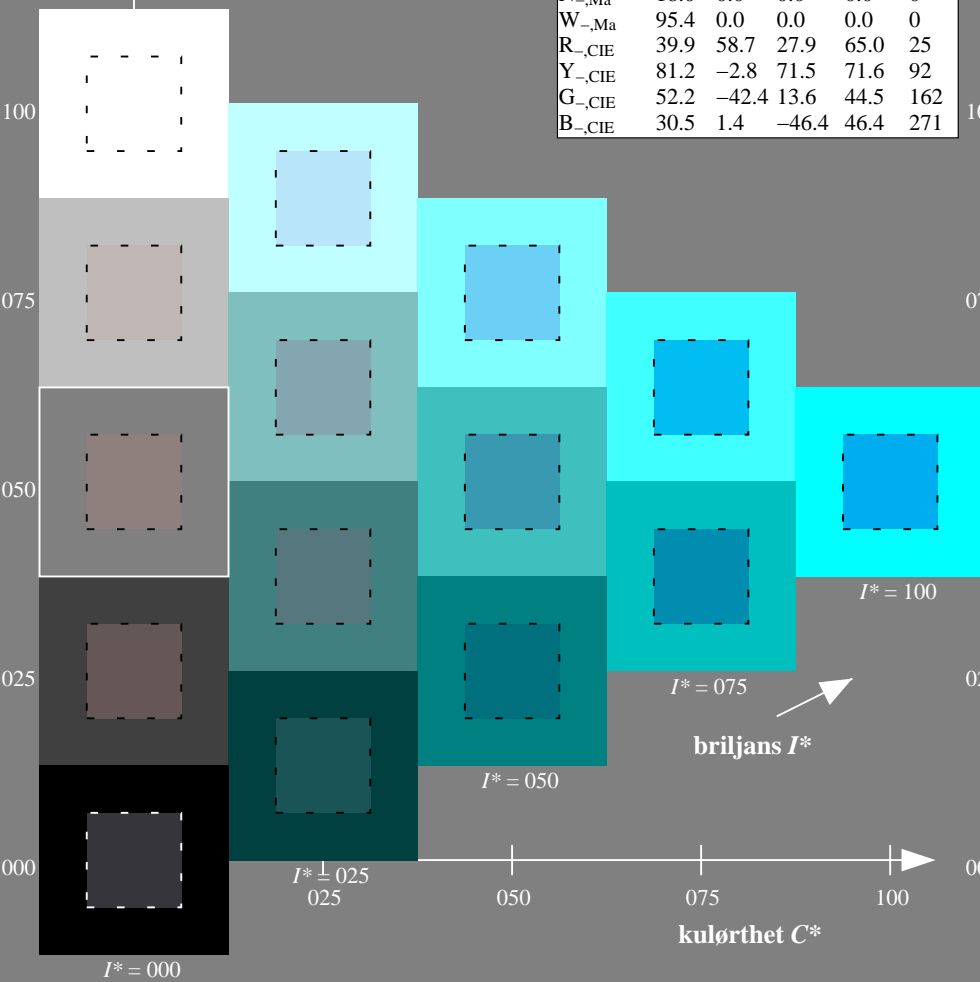 W–,Ma 95.4 0.0 0.0 0.0 0
R–,CIE 39.9 58.7 27.9 65.0 25
Y–,CIE 81.2 –2.8 71.5 71.6 92
G–,CIE 52.2 –42.4 13.6 44.5 162
B–,CIE 30.5 1.4 –46.4 46.4 271
100
075
050
025
000
I* = 100
I* = 075
briljans I*
I* = 050
I* = 025
025 050 075 100
kulørthet C*
I* = 000